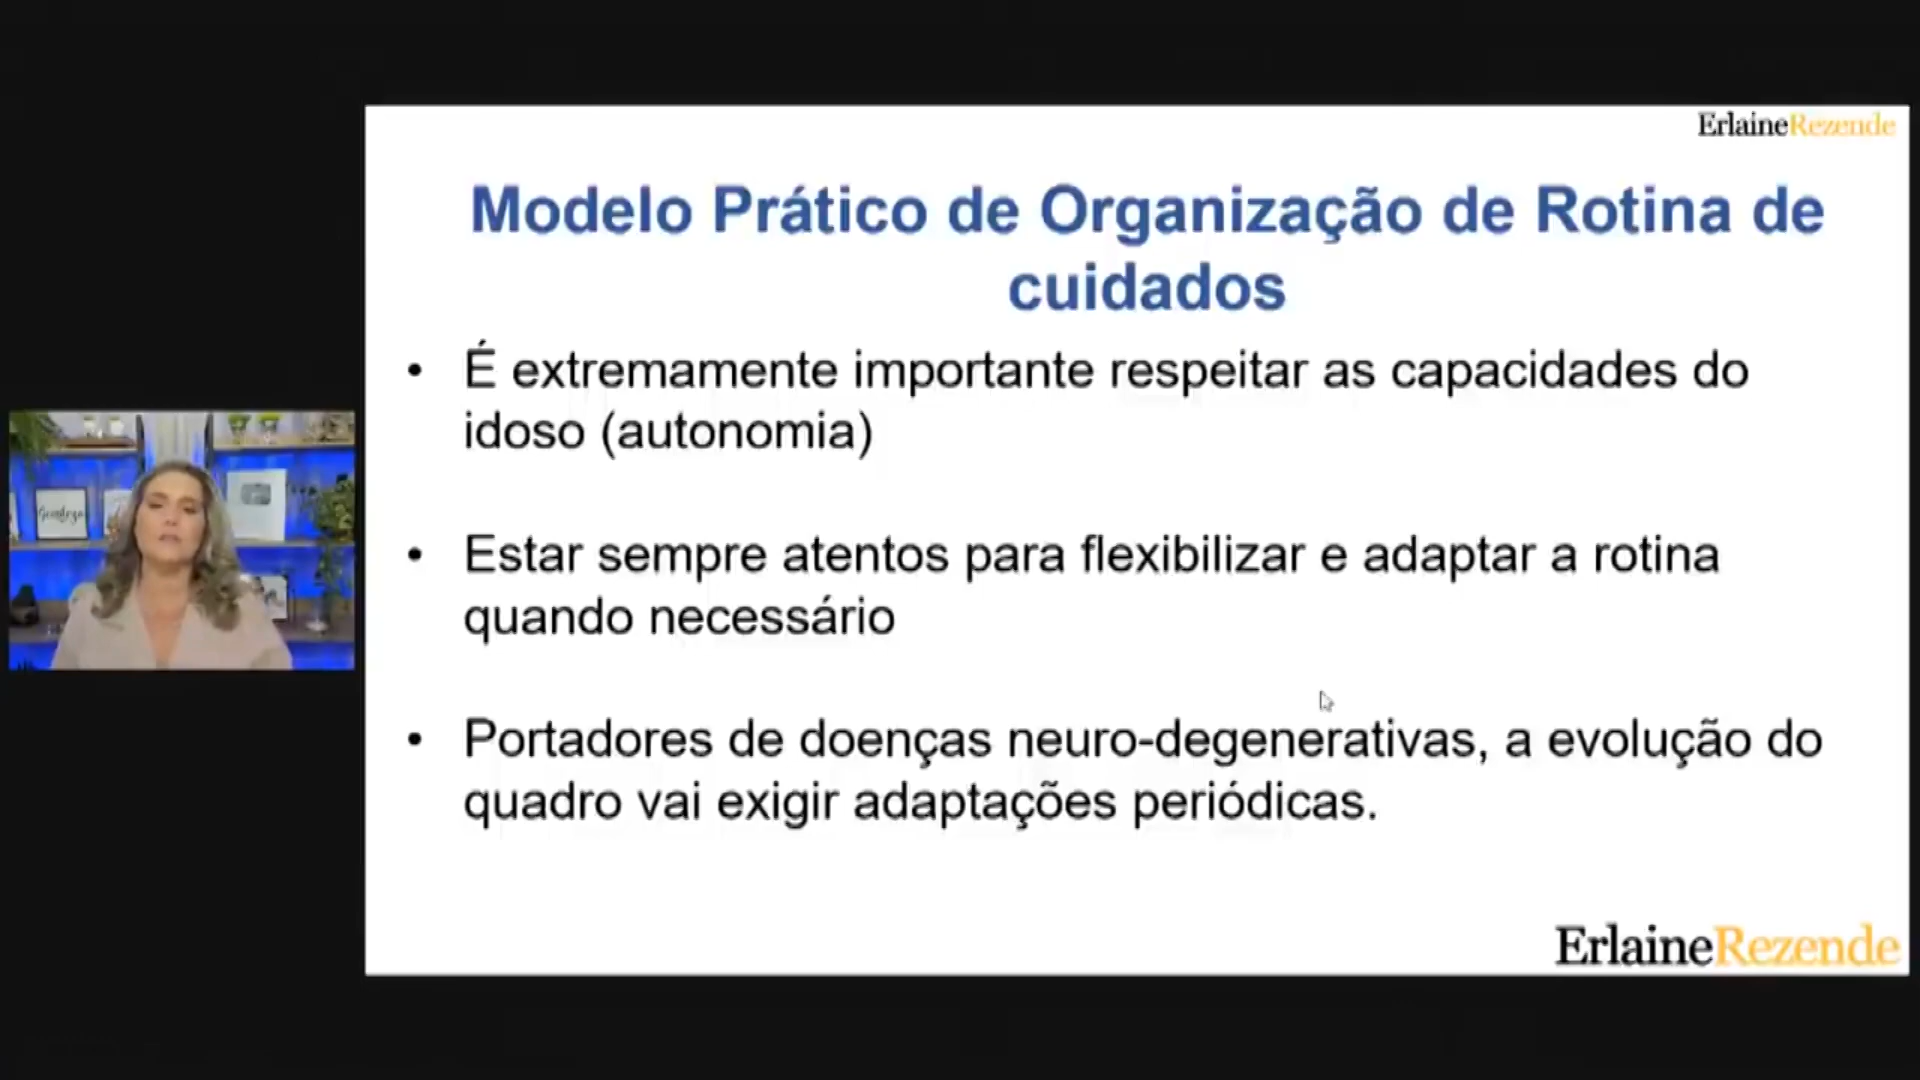 ErlaineRezende
Modelo Prático de Organização de Rotina de
cuidados
• É extremamente importante respeitar as capacidades do
idoso (autonomia)
• Estar sempre atentos para flexibilizar e adaptar a rotina
quando necessário
• Portadores de doenças neuro-degenerativas, a evolução do
quadro vai exigir adaptações periódicas.
ErlaineRezende
Gentileza